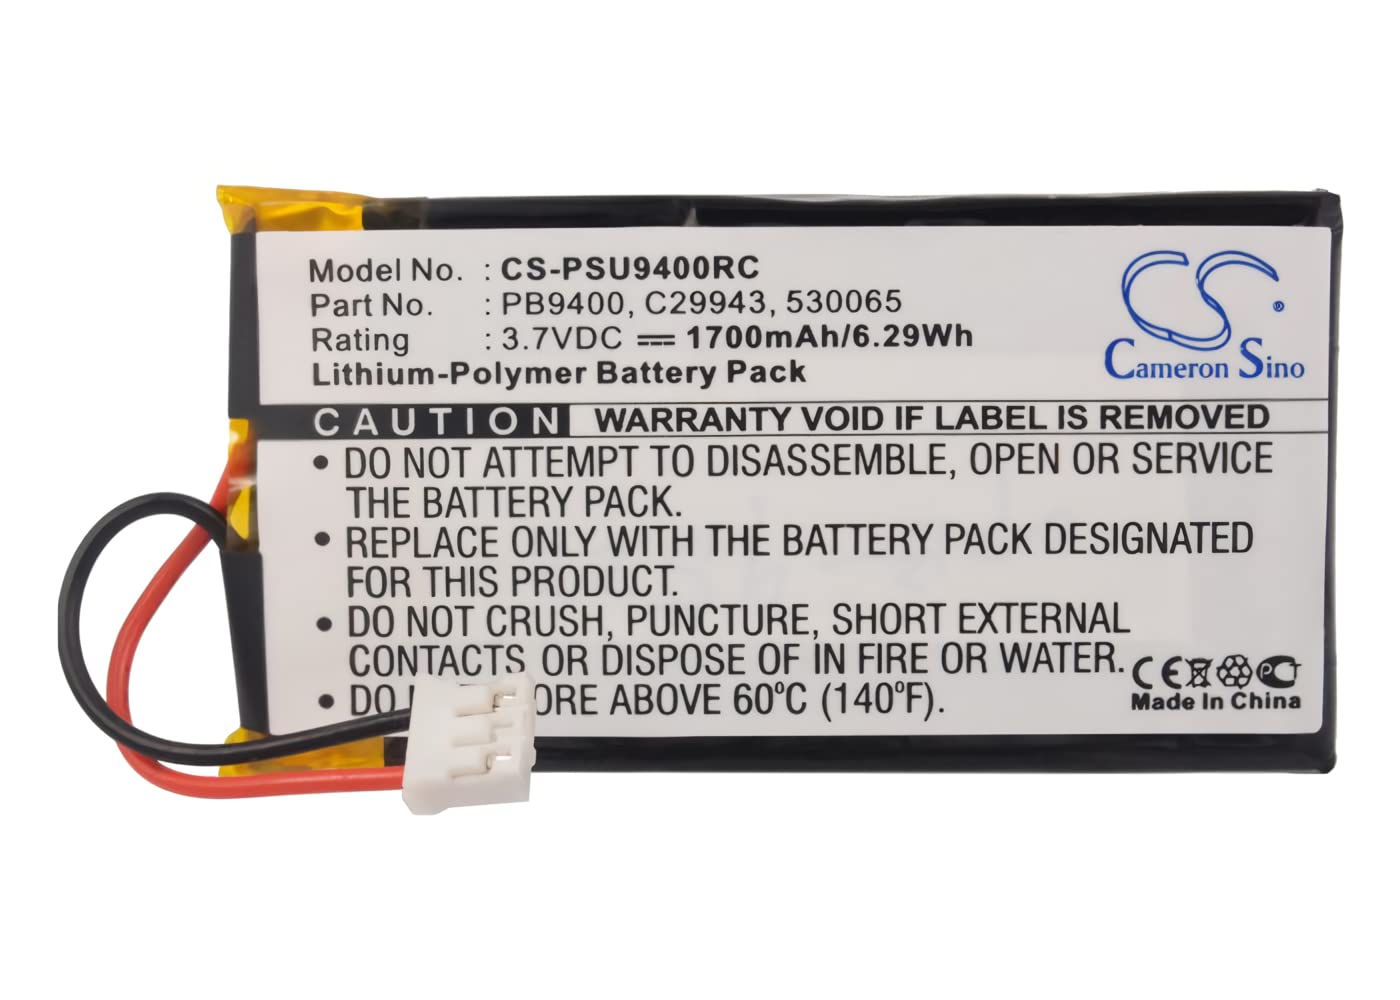 Model No. : CS-PSU9400RC
Part No. : PB9400, C29943, 530065
Rating : 3.7VDC 1700mAh/6.29Wh
Lithium-Polymer Battery Pack
CS
Cameron Sino
CAUTION WARRANTY VOID IF LABEL IS REMOVED
• DO NOT ATTEMPT TO DISASSEMBLE, OPEN OR SERVICE
THE BATTERY PACK.
• REPLACE ONLY WITH THE BATTERY PACK DESIGNATED
FOR THIS PRODUCT.
• DO NOT CRUSH, PUNCTURE, SHORT EXTERNAL
CONTACTS OR DISPOSE OF IN FIRE OR WATER.
• DO ABOVE 60°C (140°F).
CE
Made In China